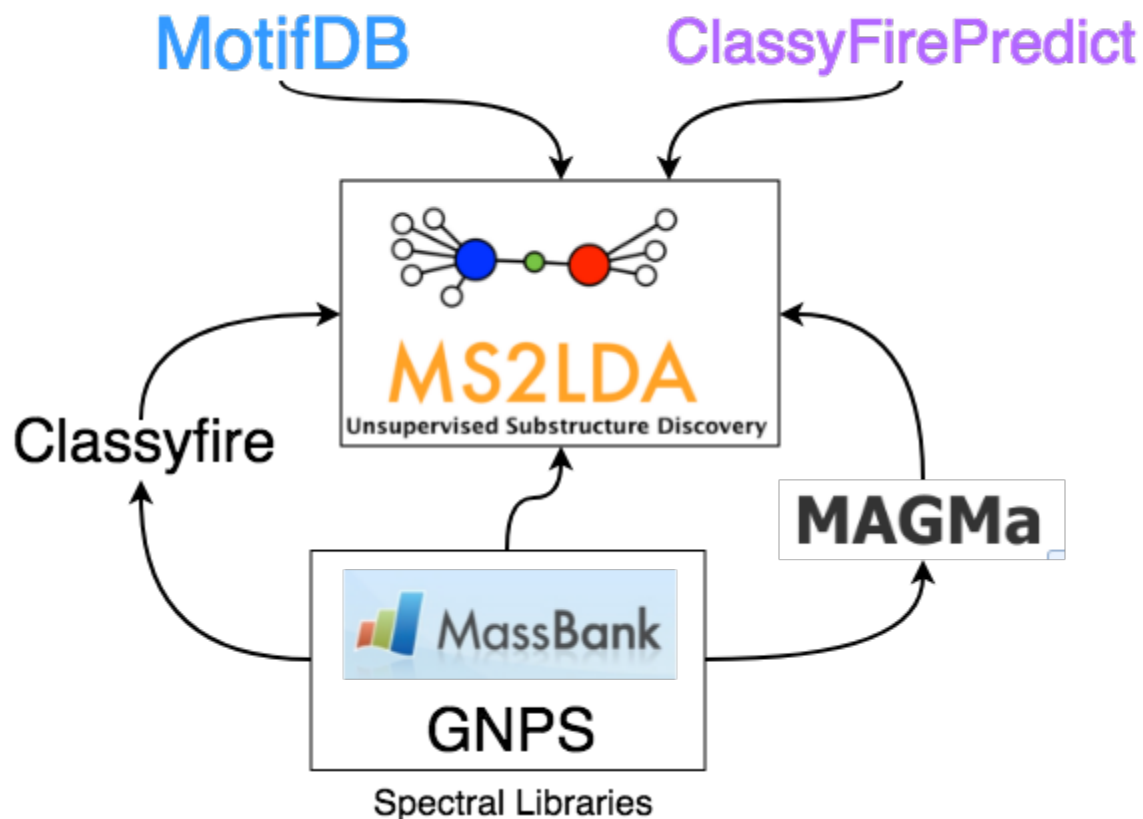 MotifDB
ClassyFirePredict
MS2LDA
Unsupervised Substructure Discovery
Classyfire
MAGMa
MassBank
GNPS
Spectral Libraries